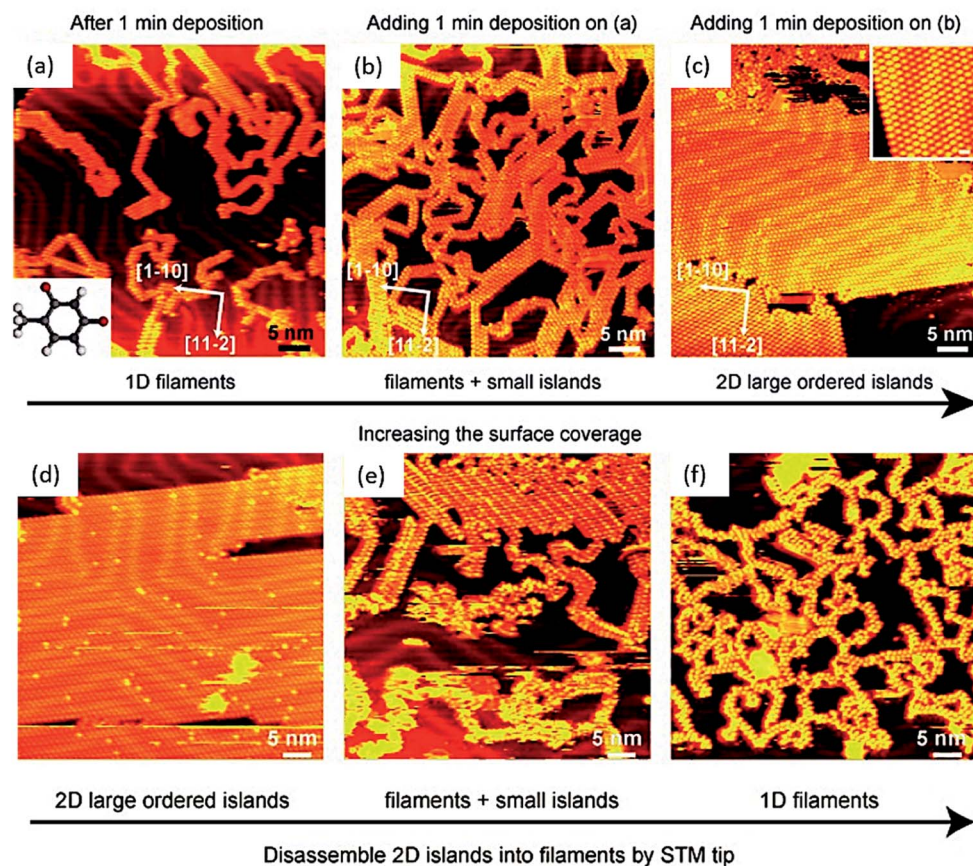 After 1 min deposition
Adding 1 min deposition on (a)
Adding 1 min deposition on (b)
(a)
(b)
(c)
[1-10]
[11-2]
5 nm
[1-10]
[11-2]
5 nm
[1-10]
[11-2]
5 nm
1D filaments
filaments + small islands
2D large ordered islands
Increasing the surface coverage
(d)
(e)
(f)
5 nm
5 nm
5 nm
2D large ordered islands
filaments + small islands
1D filaments
Disassemble 2D islands into filaments by STM tip